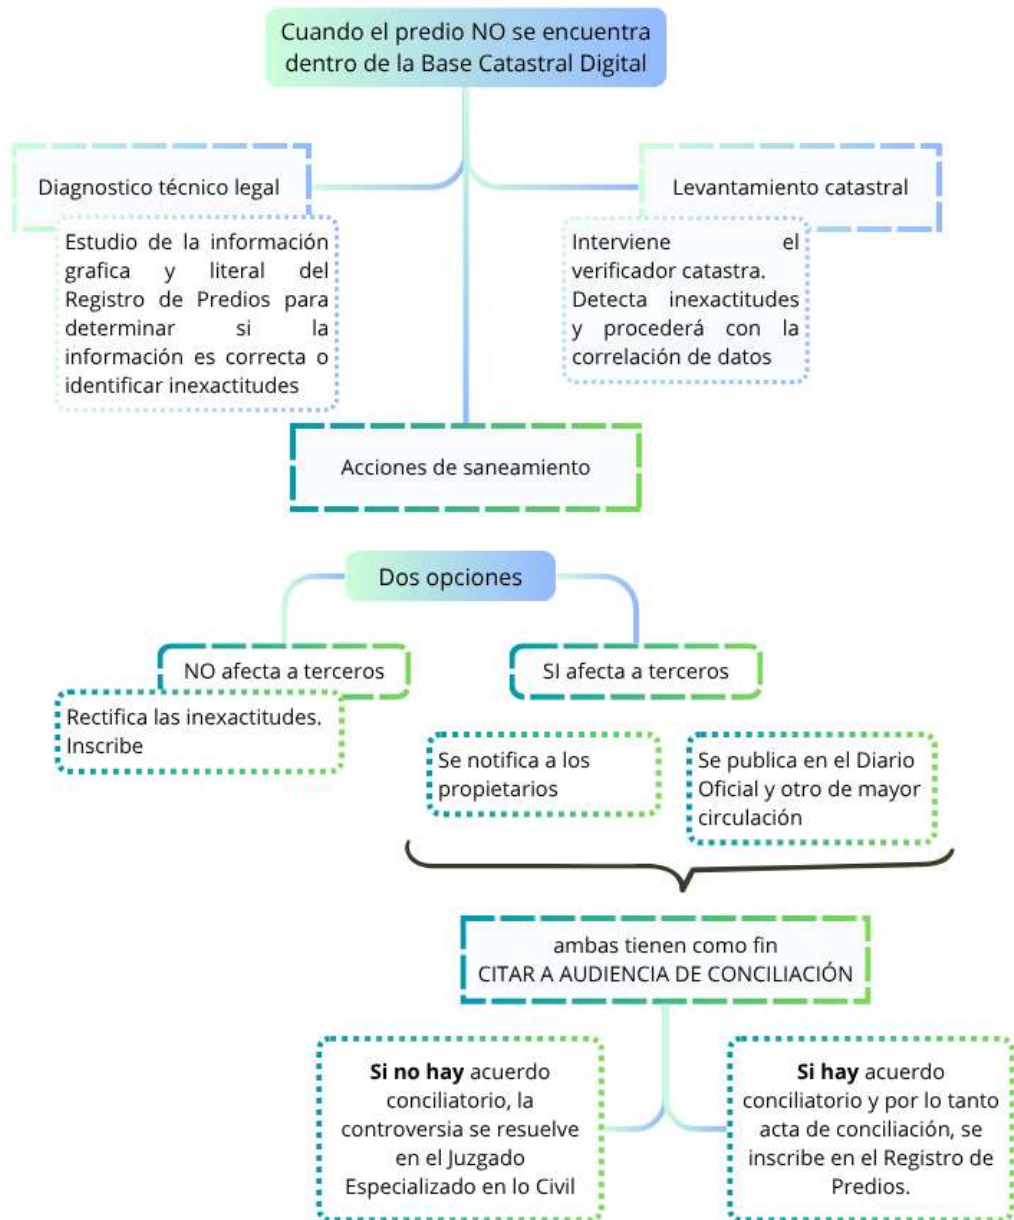 Cuando el predio NO se encuentra
dentro de la Base Catastral Digital
Diagnostico técnico legal
Estudio de la información
grafica y literal del
Registro de Predios para
determinar si la
información es correcta o
identificar inexactitudes
Levantamiento catastral
Interviene el
verificador catastra.
Detecta inexactitudes
y procederá con la
correlación de datos
Acciones de saneamiento
Dos opciones
NO afecta a terceros
Rectifica las inexactitudes.
Inscribe
SI afecta a terceros
Se notifica a los
propietarios
Se publica en el Diario
Oficial y otro de mayor
circulación
ambas tienen como fin
CITAR A AUDIENCIA DE CONCILIACIÓN
Si no hay acuerdo
conciliatorio, la
controversia se resuelve
en el Juzgado
Especializado en lo Civil
Si hay acuerdo
conciliatorio y por lo tanto
acta de conciliación, se
inscribe en el Registro de
Predios.